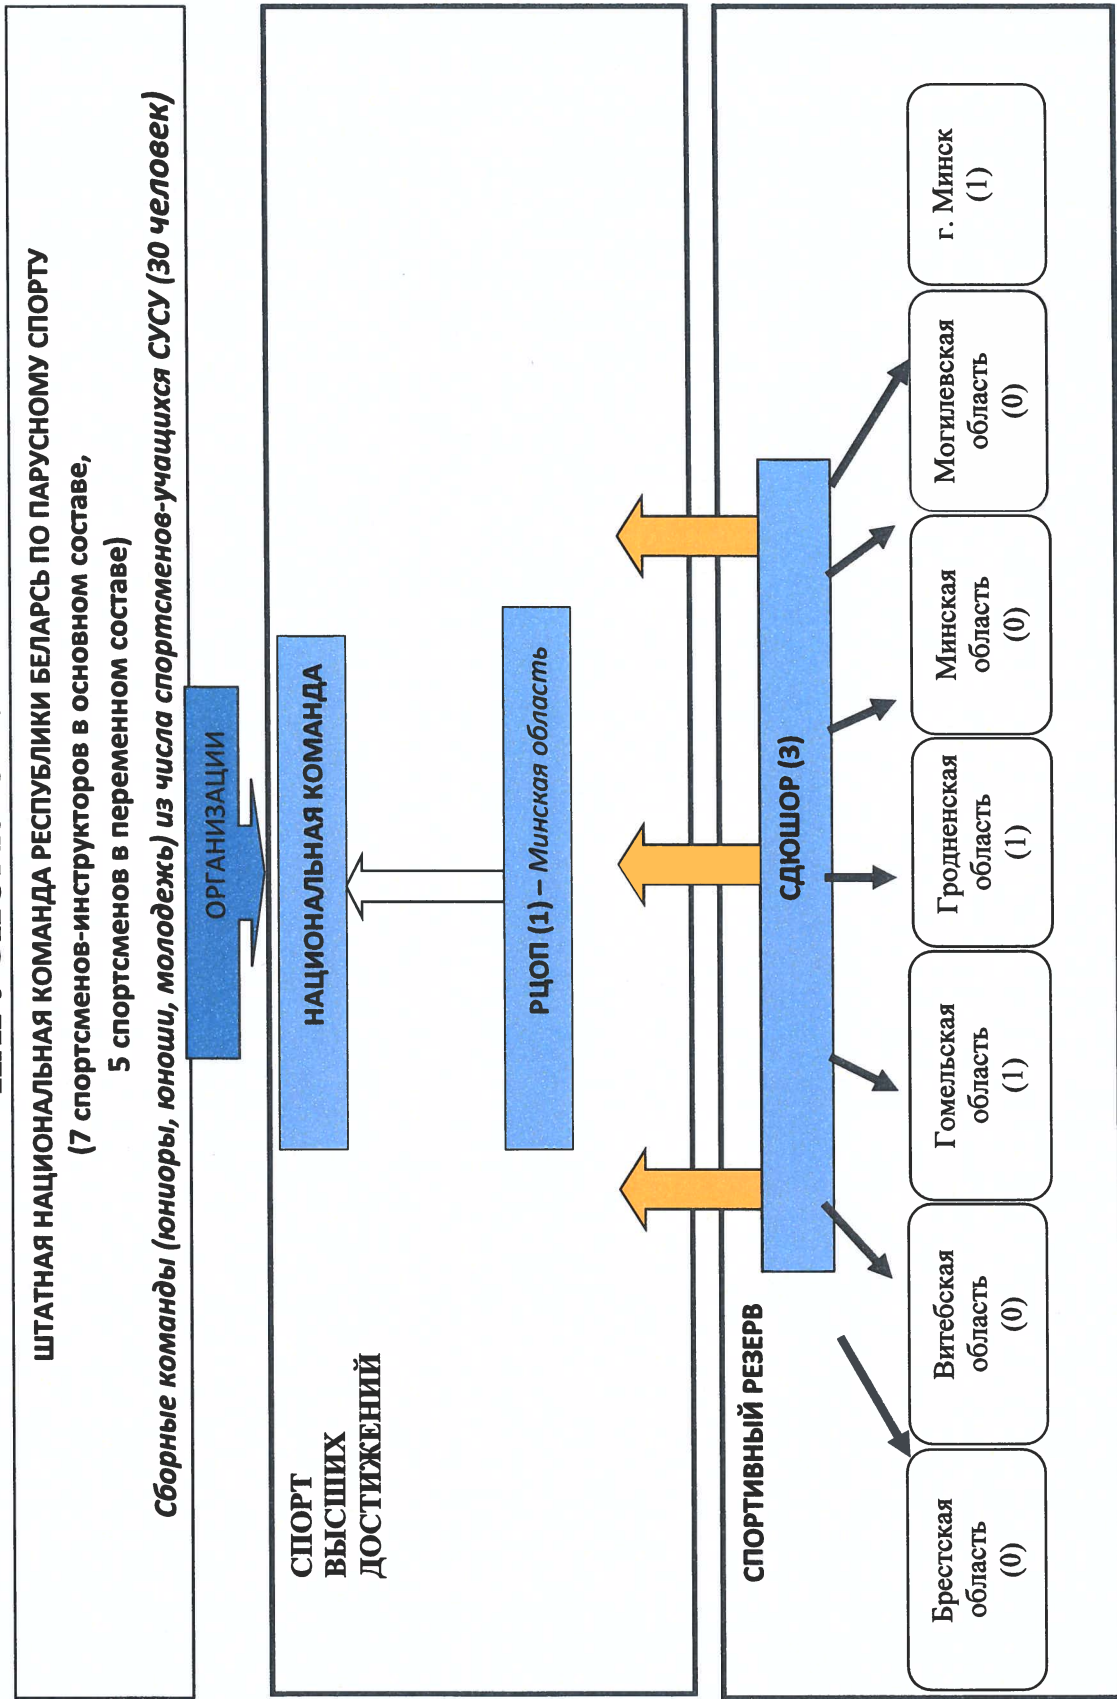 ШТАТНАЯ НАЦИОНАЛЬНАЯ КОМАНДА РЕСПУБЛИКИ БЕЛАРСЬ ПО ПАРУСНОМУ СПОРТУ
(7 спортсменов-инструкторов в основном составе,
5 спортсменов в переменном составе)
Сборные команды (юниоры, юноши, молодежь) из числа спортсменов-учащихся СУСУ (30 человек)
ОРГАНИЗАЦИИ
СПОРТ
ВЫСШИХ
ДОСТИЖЕНИЙ
НАЦИОНАЛЬНАЯ КОМАНДА
РЦОП (1) – Минская область
СПОРТИВНЫЙ РЕЗЕРВ
СДЮШОР (3)
Брестская
область
(0)
Витебская
область
(0)
Гомельская
область
(1)
Гродненская
область
(1)
Минская
область
(0)
Могилевская
область
(0)
г. Минск
(1)